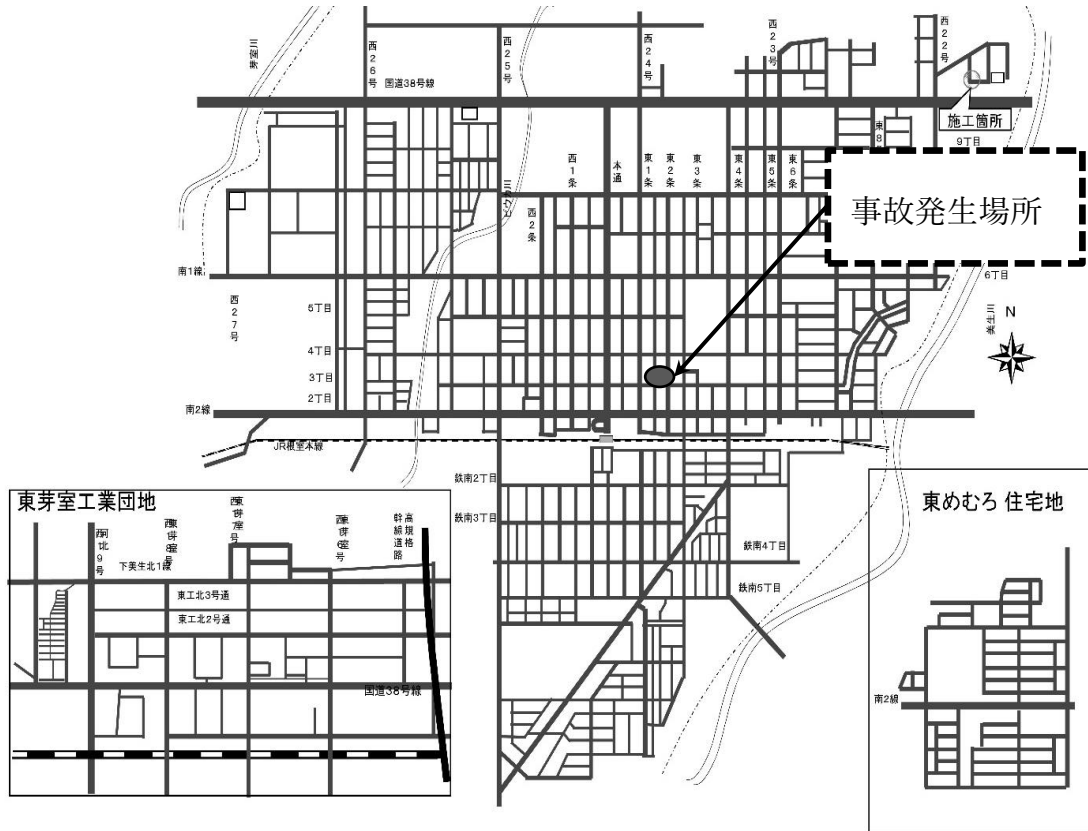 芽室川
西26号
西25号
西24号
西23号
西22号
国道38号線
施工箇所
9丁目
西1条
本通
東1条
東2条
東3条
東4条
東5条
東6条
東8
事故発生場所
西2条
南1線
6丁目
西27号
5丁目
美生川
N
4丁目
3丁目
2丁目
南2線
JR根室本線
鉄南2丁目
鉄南3丁目
鉄南4丁目
鉄南5丁目
東芽室工業団地
高規格
幹線道路
下美生北1線
東工北3号通
東工北2号通
国道38号線
東めむろ 住宅地
南2線